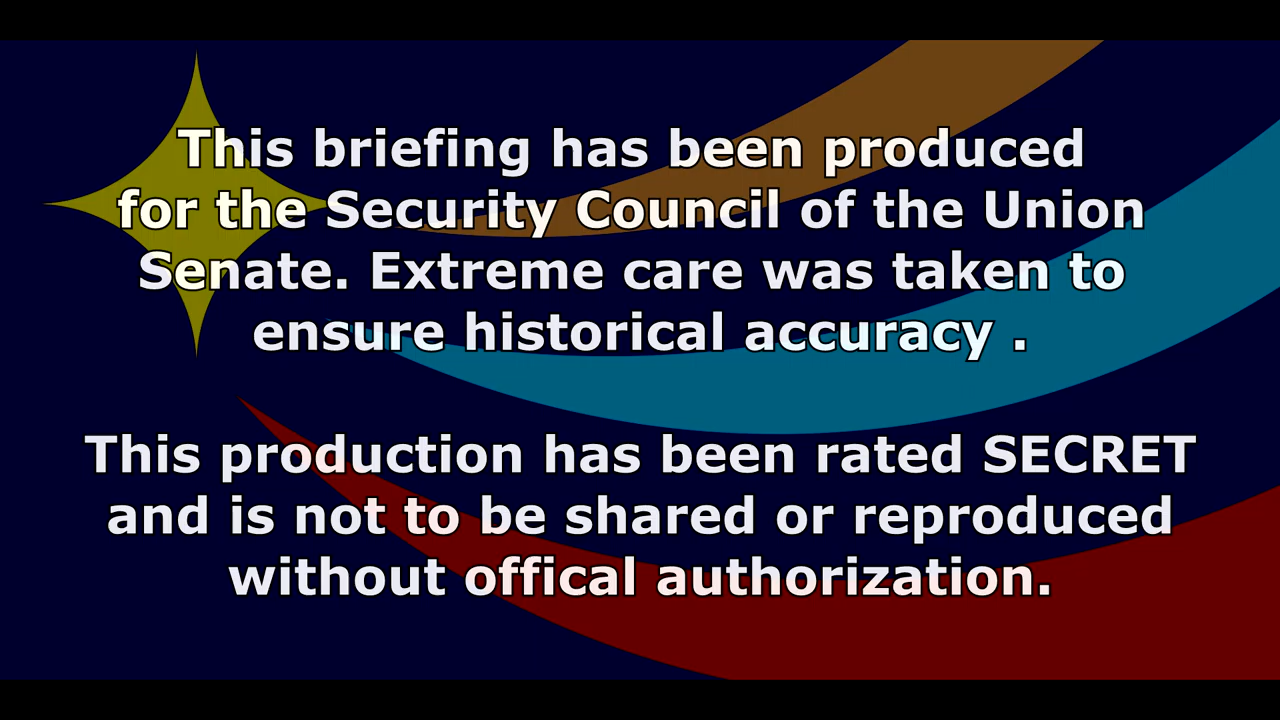 This briefing has been produced
for the Security Council of the Union
Senate. Extreme care was taken to
ensure historical accuracy .
This production has been rated SECRET
and is not to be shared or reproduced
without offical authorization.